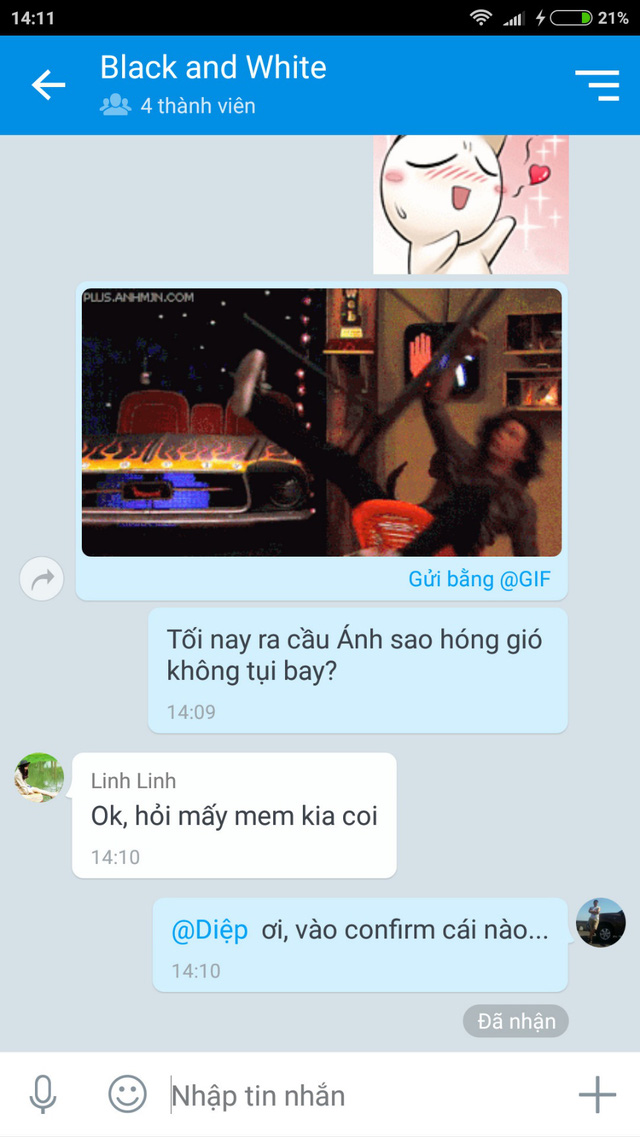 14:11
21%
Black and White
4 thành viên
PLUS.ANHMJN.COM
Gửi bằng @GIF
Tối nay ra cầu Ánh sao hóng gió
không tụi bay?
14:09
Linh Linh
Ok, hỏi mấy mem kia coi
14:10
@Diệp ơi, vào confirm cái nào...
14:10
Đã nhận
Nhập tin nhắn